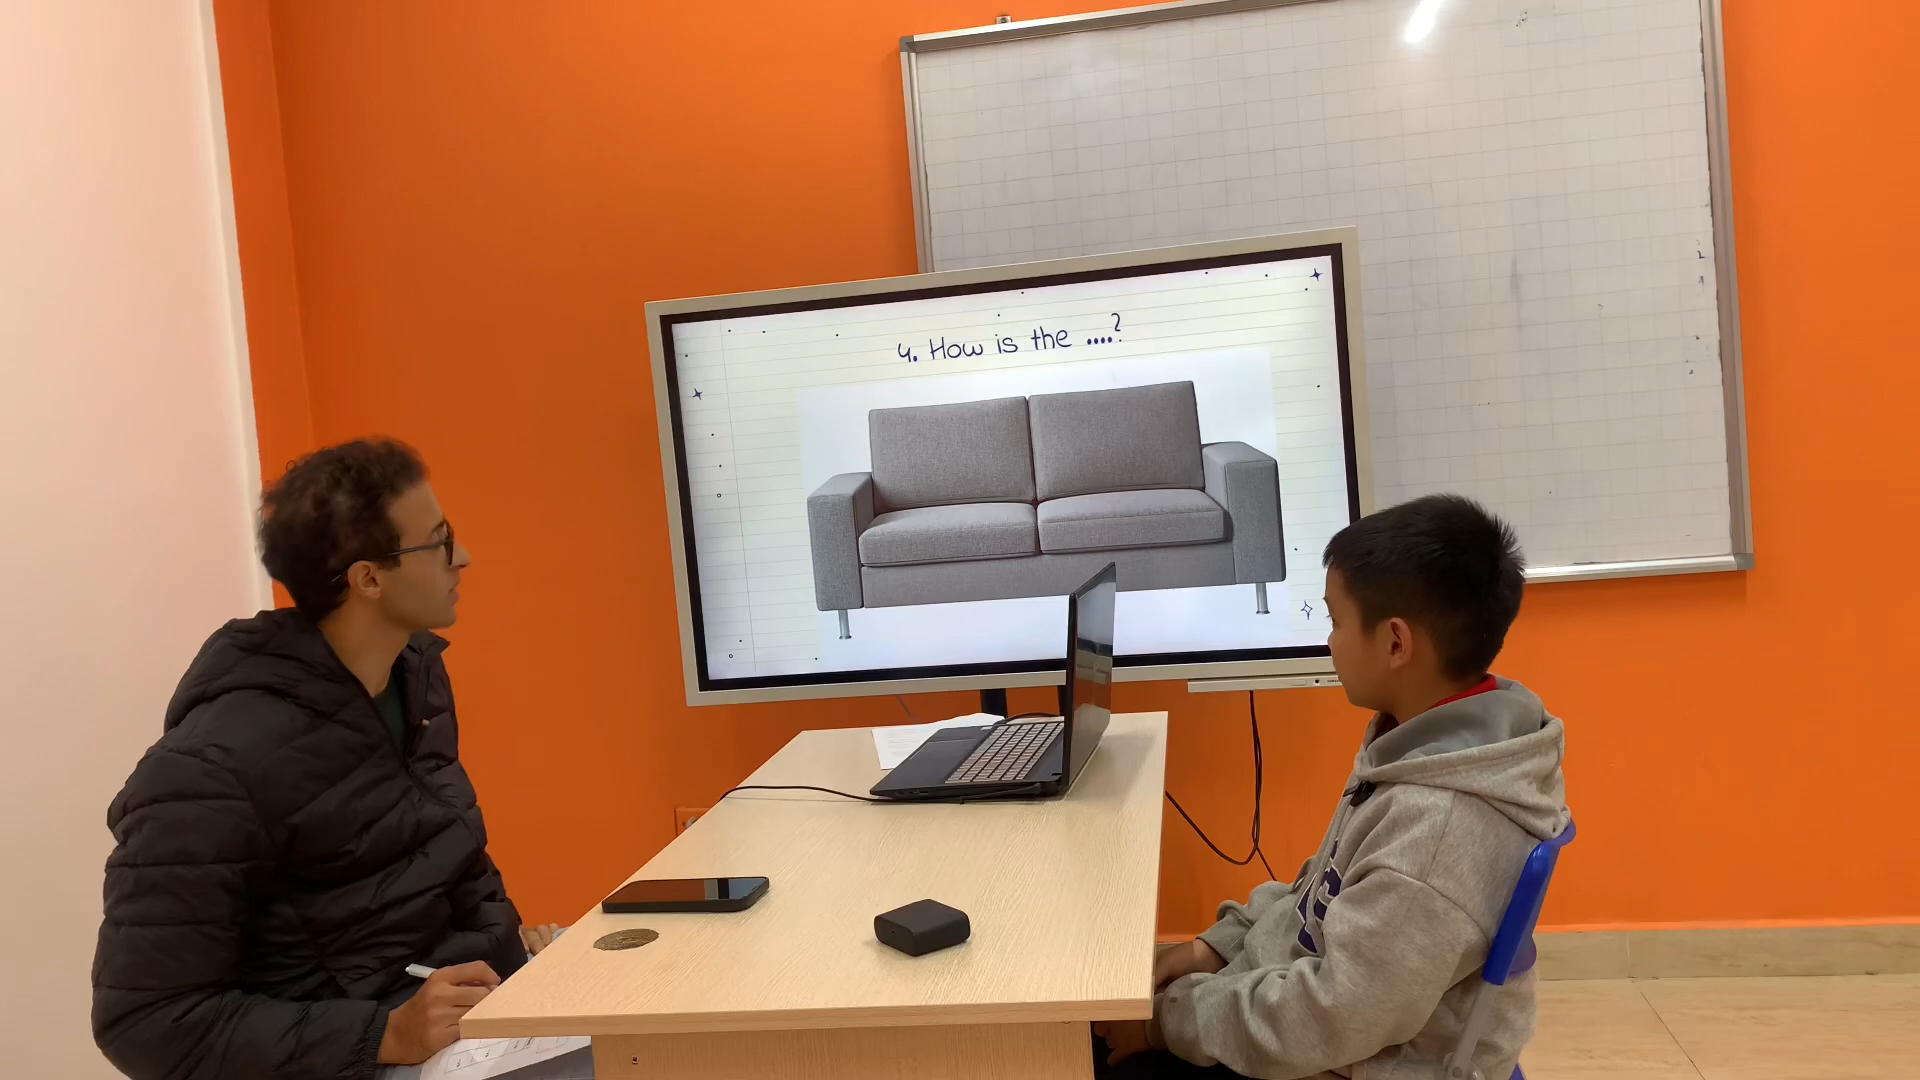 4. How is the ....?